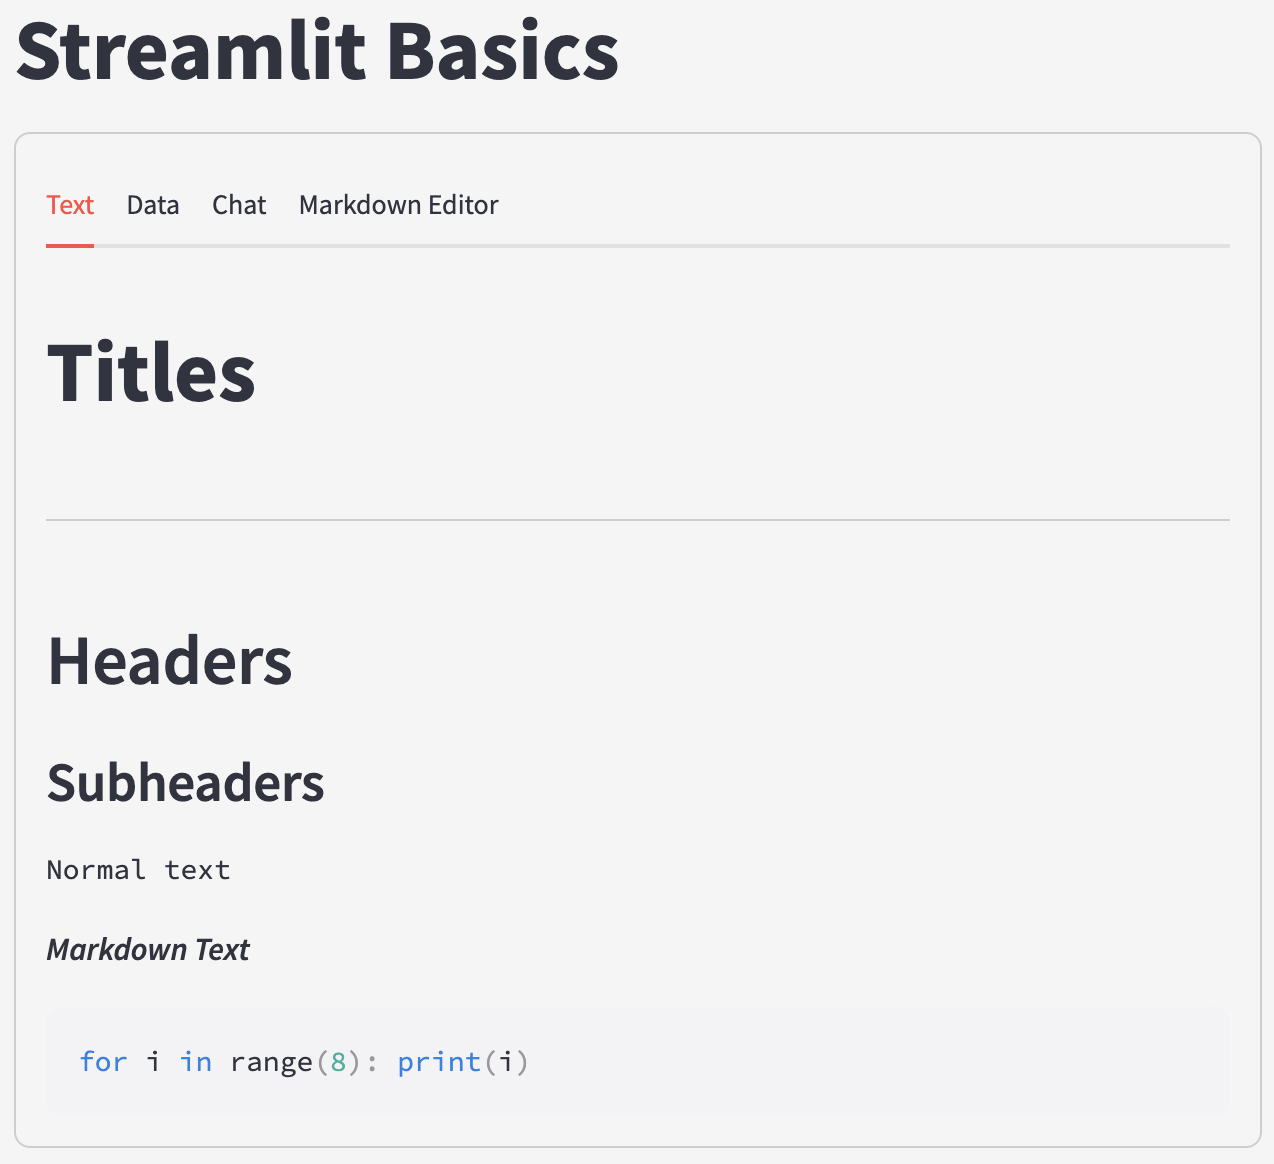 Streamlit Basics
Text Data Chat Markdown Editor
Titles
Headers
Subheaders
Normal text
Markdown Text
for i in range(8): print(i)